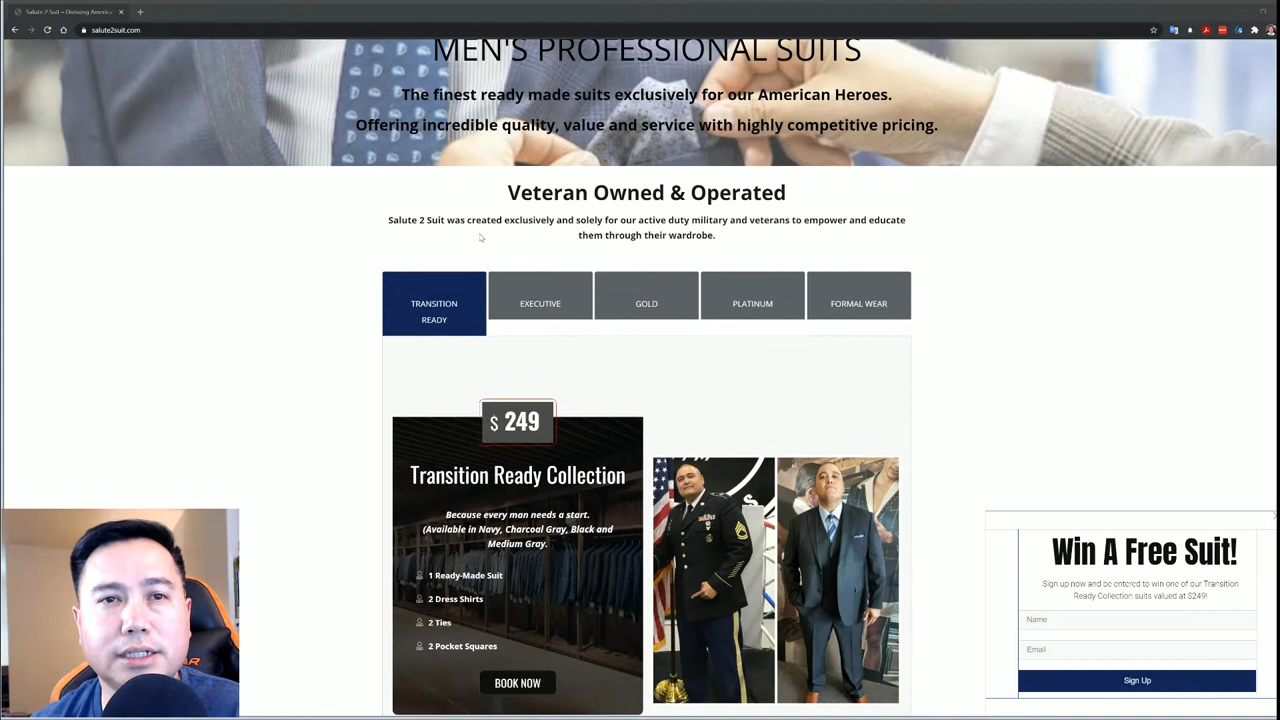 Salute 2 Suit – Dressing America
salute2suit.com
MEN'S PROFESSIONAL SUITS
The finest ready made suits exclusively for our American Heroes.
Offering incredible quality, value and service with highly competitive pricing.
Veteran Owned & Operated
Salute 2 Suit was created exclusively and solely for our active duty military and veterans to empower and educate
them through their wardrobe.
TRANSITION
READY
EXECUTIVE
GOLD
PLATINUM
FORMAL WEAR
$ 249
Transition Ready Collection
Because every man needs a start.
(Available in Navy, Charcoal Gray, Black and
Medium Gray.
1 Ready-Made Suit
2 Dress Shirts
2 Ties
2 Pocket Squares
BOOK NOW
Win A Free Suit!
Sign up now and be entered to win one of our Transition
Ready Collection suits valued at $249!
Name
Email
Sign Up